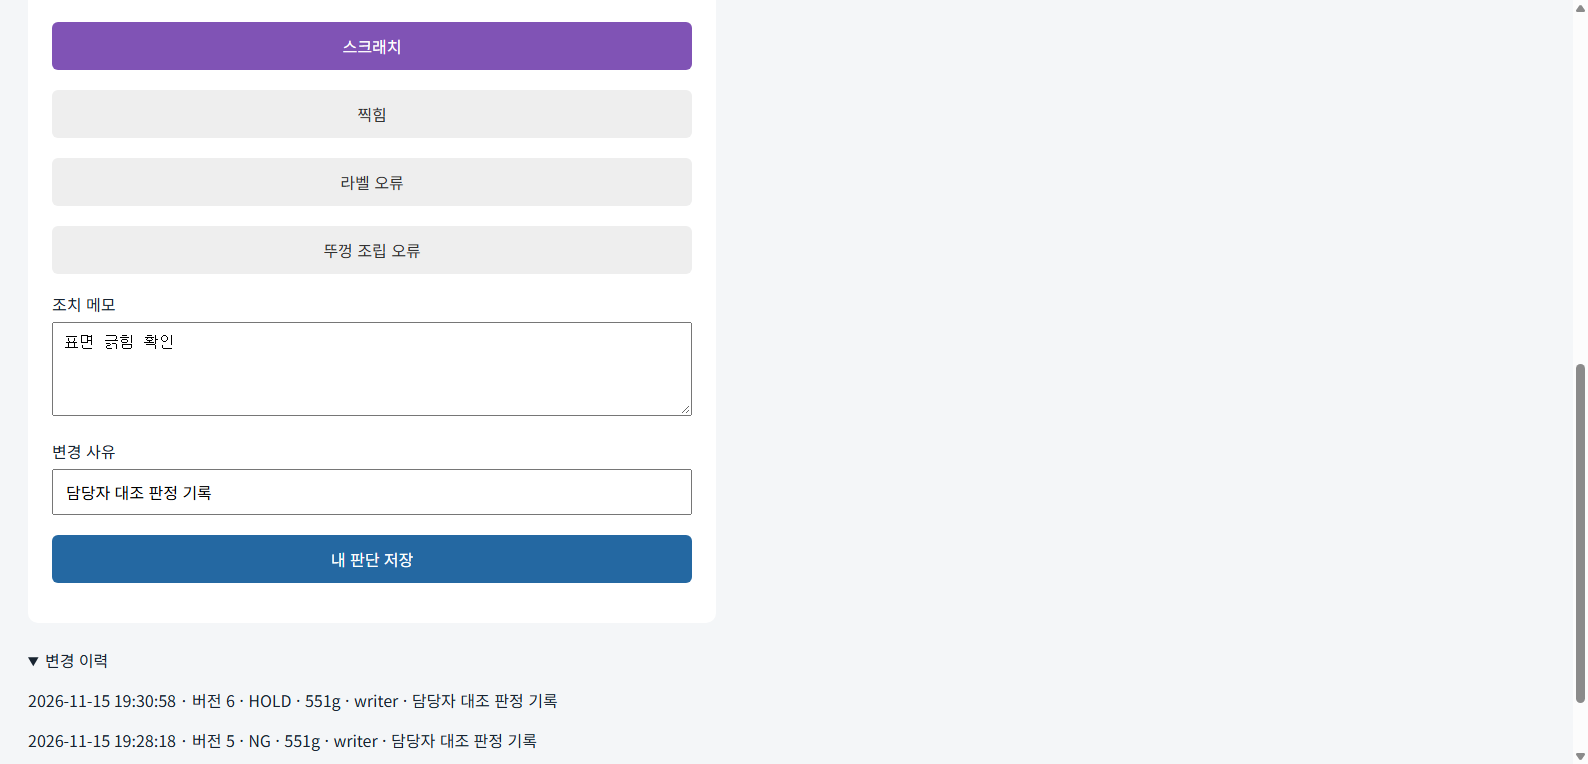 스크래치
찍힘
라벨 오류
뚜껑 조립 오류
조치 메모
표면 긁힘 확인
변경 사유
담당자 대조 판정 기록
내 판단 저장
▼ 변경 이력
2026-11-15 19:30:58 · 버전 6 · HOLD · 551g · writer · 담당자 대조 판정 기록
2026-11-15 19:28:18 · 버전 5 · NG · 551g · writer · 담당자 대조 판정 기록